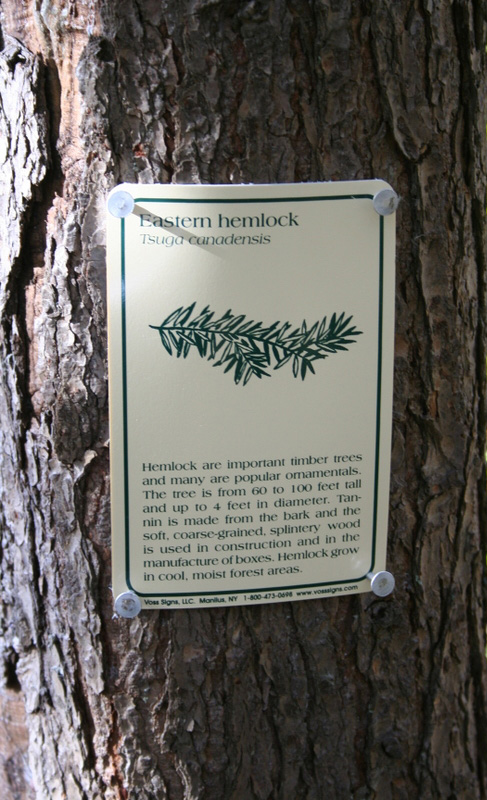 Eastern hemlock
Tsuga canadensis
Hemlock are important timber trees
and many are popular ornamentals.
The tree is from 60 to 100 feet tall
and up to 4 feet in diameter. Tan-
nin is made from the bark and the
soft, coarse-grained, splintery wood
is used in construction and in the
manufacture of boxes. Hemlock grow
in cool, moist forest areas.
Voss Signs, LLC. Manlius, NY 1-800-473-0698 www.vosssigns.com